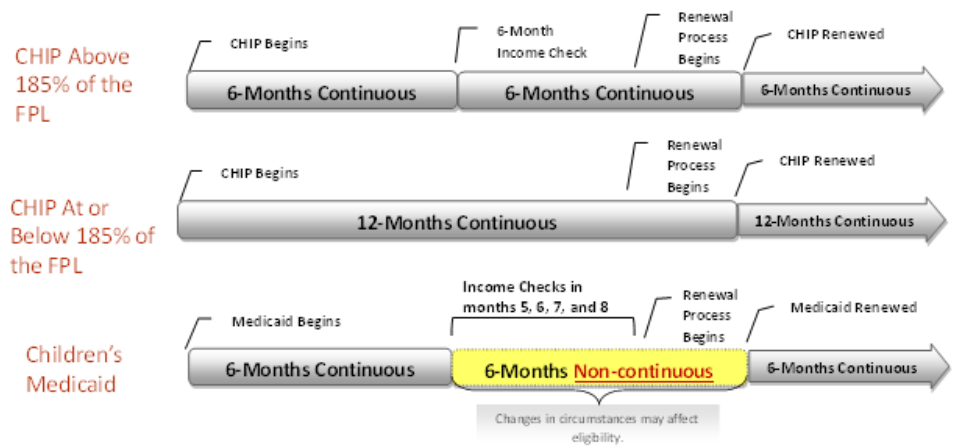 CHIP Above
185% of the
FPL
CHIP Begins
6-Month
Income Check
Renewal
Process
Begins
CHIP Renewed
6-Months Continuous
6-Months Continuous
6-Months Continuous
CHIP At or
Below 185% of
the FPL
CHIP Begins
Renewal
Process
Begins
CHIP Renewed
12-Months Continuous
12-Months Continuous
Children's
Medicaid
Medicaid Begins
Income Checks in
months 5, 6, 7, and 8
Renewal
Process
Begins
Medicaid Renewed
6-Months Continuous
6-Months Non-continuous
6-Months Continuous
Changes in circumstances may affect
eligibility.